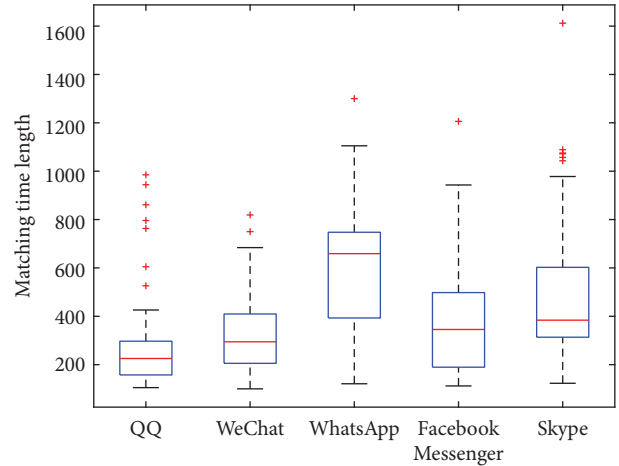 Matching time length
1600
1400
1200
1000
800
600
400
200
QQ
WeChat
WhatsApp
Facebook
Messenger
Skype